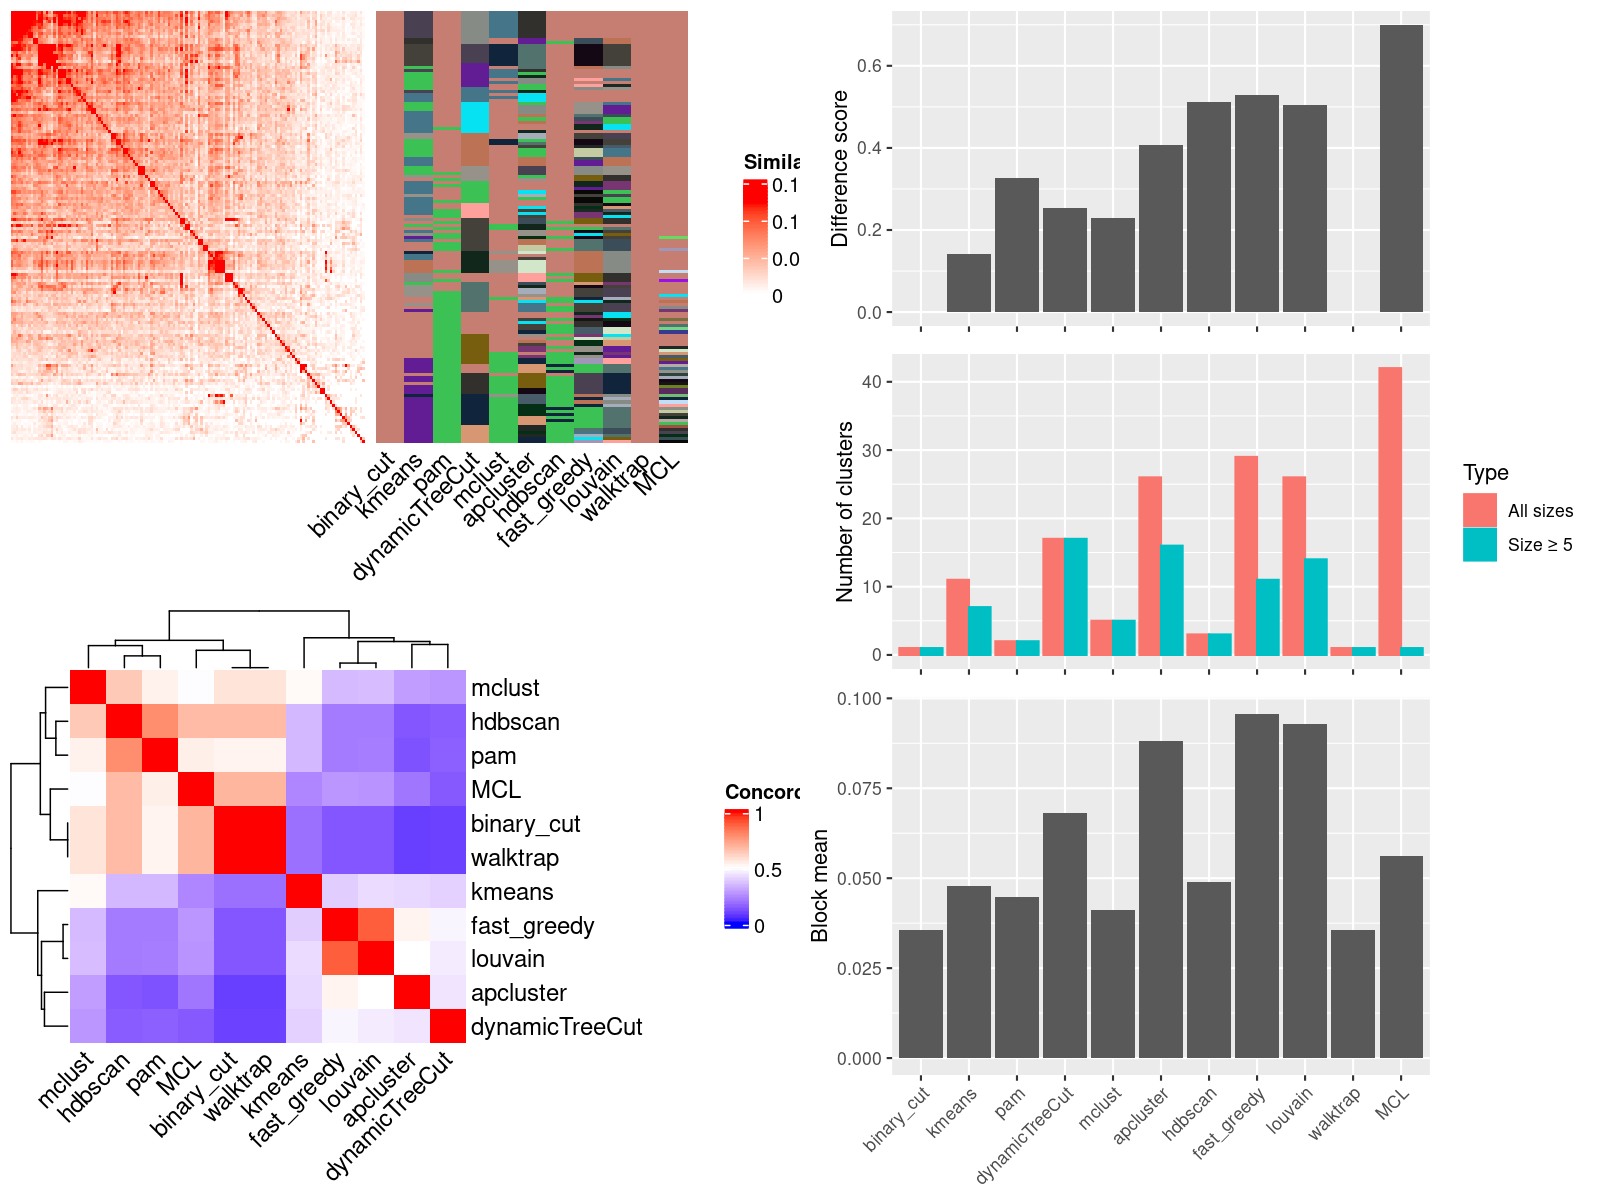 Simila
0.1
0.1
0.0
0
binary_cut
kmeans
pam
dynamicTreeCut
mclust
apcluster
hdbscan
fast_greedy
louvain
walktrap
MCL
mclust
hdbscan
pam
MCL
binary_cut
walktrap
kmeans
fast_greedy
louvain
apcluster
dynamicTreeCut
mclust
hdbscan
pam
MCL
binary_cut
walktrap
kmeans
fast_greedy
louvain
apcluster
dynamicTreeCut
Concord
1
0.5
0
Difference score
0.6
0.4
0.2
0.0
Number of clusters
40
30
20
10
0
Type
All sizes
Size ≥ 5
Block mean
0.100
0.075
0.050
0.025
0.000
binary_cut
kmeans
pam
dynamicTreeCut
mclust
apcluster
hdbscan
fast_greedy
louvain
walktrap
MCL